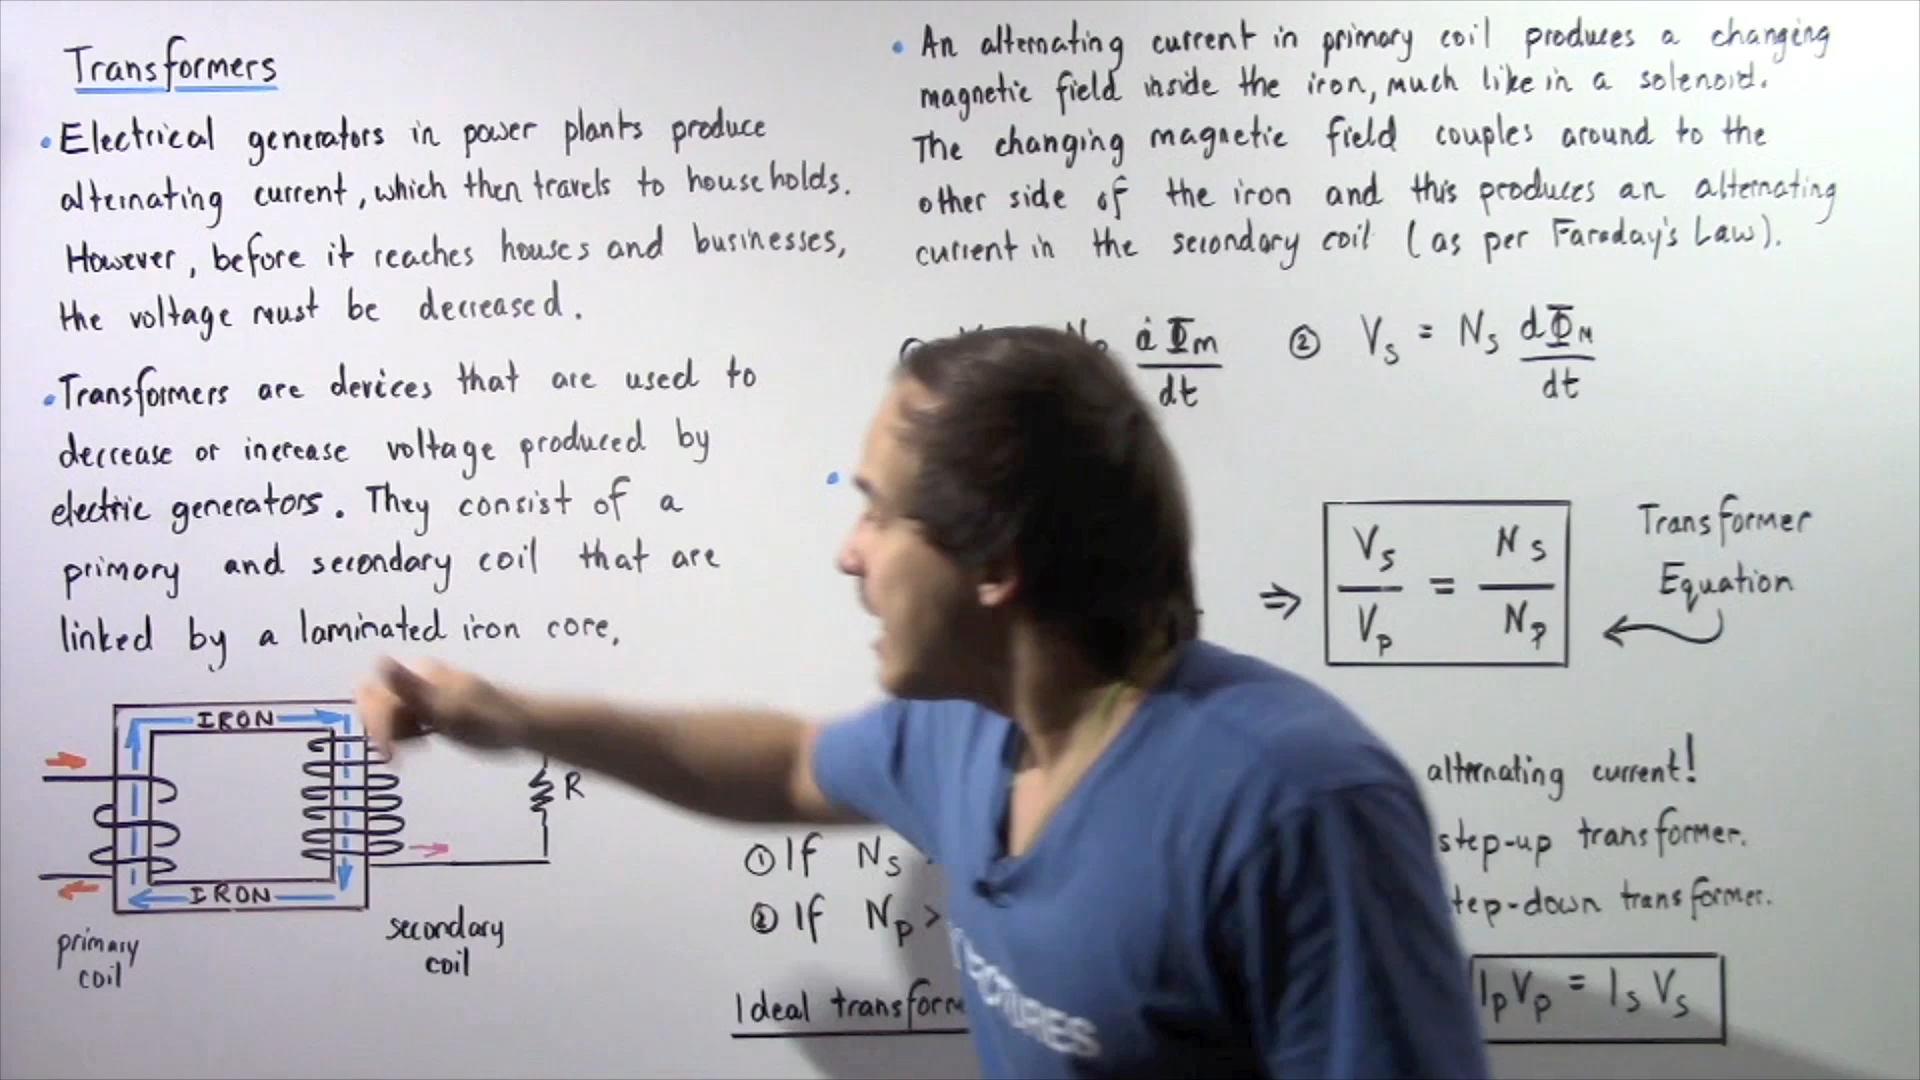 Transformers
• Electrical generators in power plants produce
alternating current, which then travels to households.
However, before it reaches houses and businesses,
the voltage must be decreased.
• Transformers are devices that are used to
decrease or increase voltage produced by
electric generators. They consist of a
primary and secondary coil that are
linked by a laminated iron core.
IRON
R
IRON
primary
coil
secondary
coil
• An alternating current in primary coil produces a changing
magnetic field inside the iron, much like in a solenoid.
The changing magnetic field couples around to the
other side of the iron and this produces an alternating
current in the secondary coil (as per Faraday's Law).
dΦm
dt
② Vs = Ns dΦM
dt
⇒ Vs/Vp = Ns/Np
Transformer
Equation
alternating current!
① If Ns
step-up transformer.
② If Np >
step-down transformer.
Ideal transform
IpVp = IsVs
LECTURES